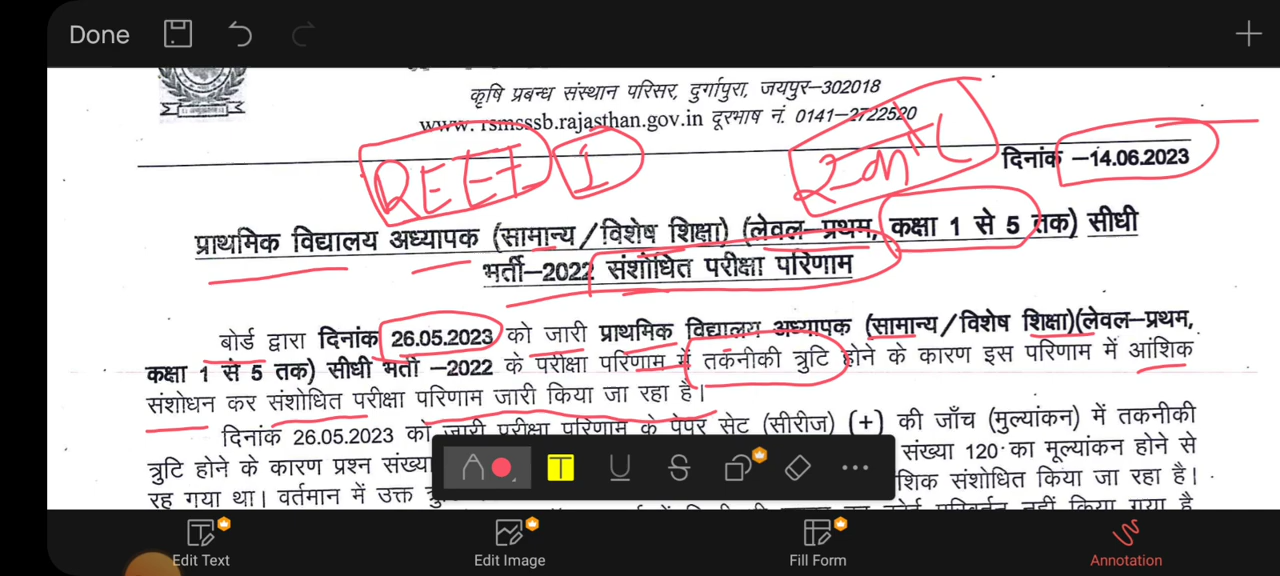 Done
कृषि प्रबन्ध संस्थान परिसर, दुर्गापुरा, जयपुर–302018
www.rsmsssb.rajasthan.gov.in दूरभाष नं. 0141–2722520
REET 1
दिनांक –14.06.2023
प्राथमिक विद्यालय अध्यापक (सामान्य/विशेष शिक्षा) (लेवल–प्रथम, कक्षा 1 से 5 तक) सीधी
भर्ती–2022 संशोधित परीक्षा परिणाम
बोर्ड द्वारा दिनांक 26.05.2023 को जारी प्राथमिक विद्यालय अध्यापक (सामान्य/विशेष शिक्षा)(लेवल–प्रथम,
कक्षा 1 से 5 तक) सीधी भर्ती –2022 के परीक्षा परिणाम में तकनीकी त्रुटि होने के कारण इस परिणाम में आंशिक
संशोधन कर संशोधित परीक्षा परिणाम जारी किया जा रहा है।
दिनांक 26.05.2023 को जारी परीक्षा परिणाम के पेपर सेट (सीरीज) (+) की जाँच (मुल्यांकन) में तकनीकी
त्रुटि होने के कारण प्रश्न संख्या संख्या 120 का मूल्यांकन होने से
रह गया था। वर्तमान में उक्त शिक संशोधित किया जा रहा है।
नहीं किया गया है
Edit Text
Edit Image
Fill Form
Annotation